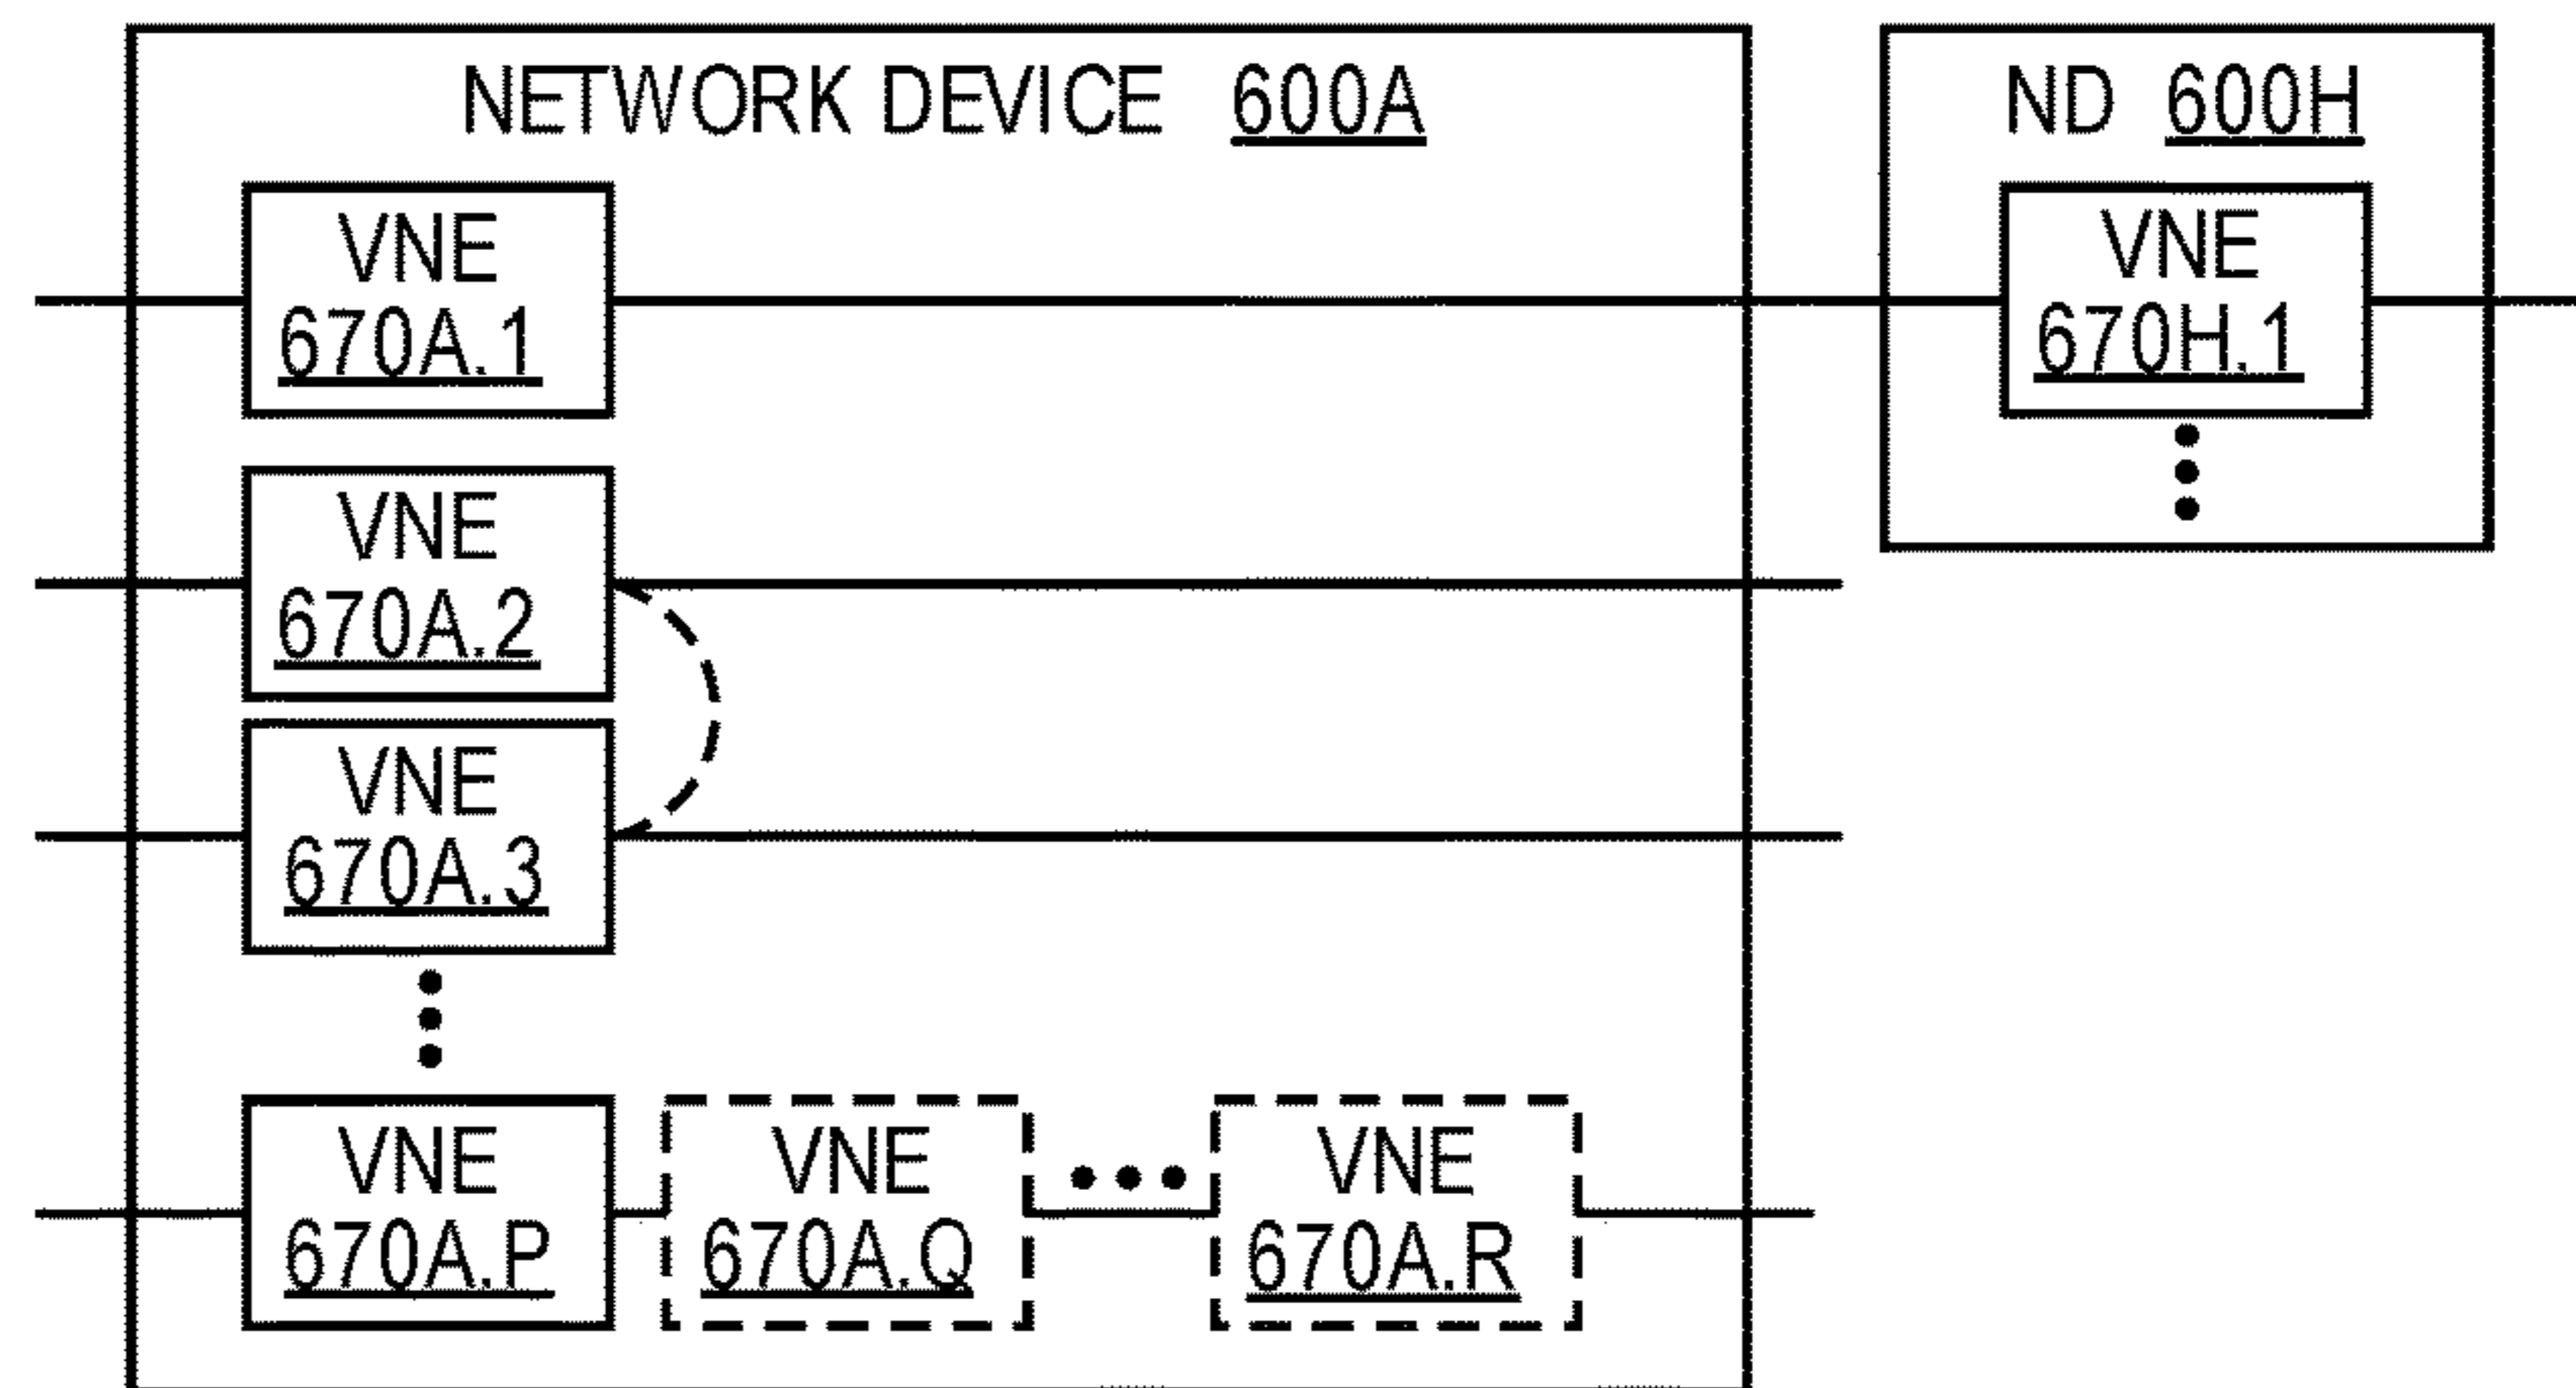 NETWORK DEVICE 600A
ND 600H
VNE
670A.1
VNE
670H.1
VNE
670A.2
VNE
670A.3
VNE
670A.P
VNE
670A.Q
VNE
670A.R